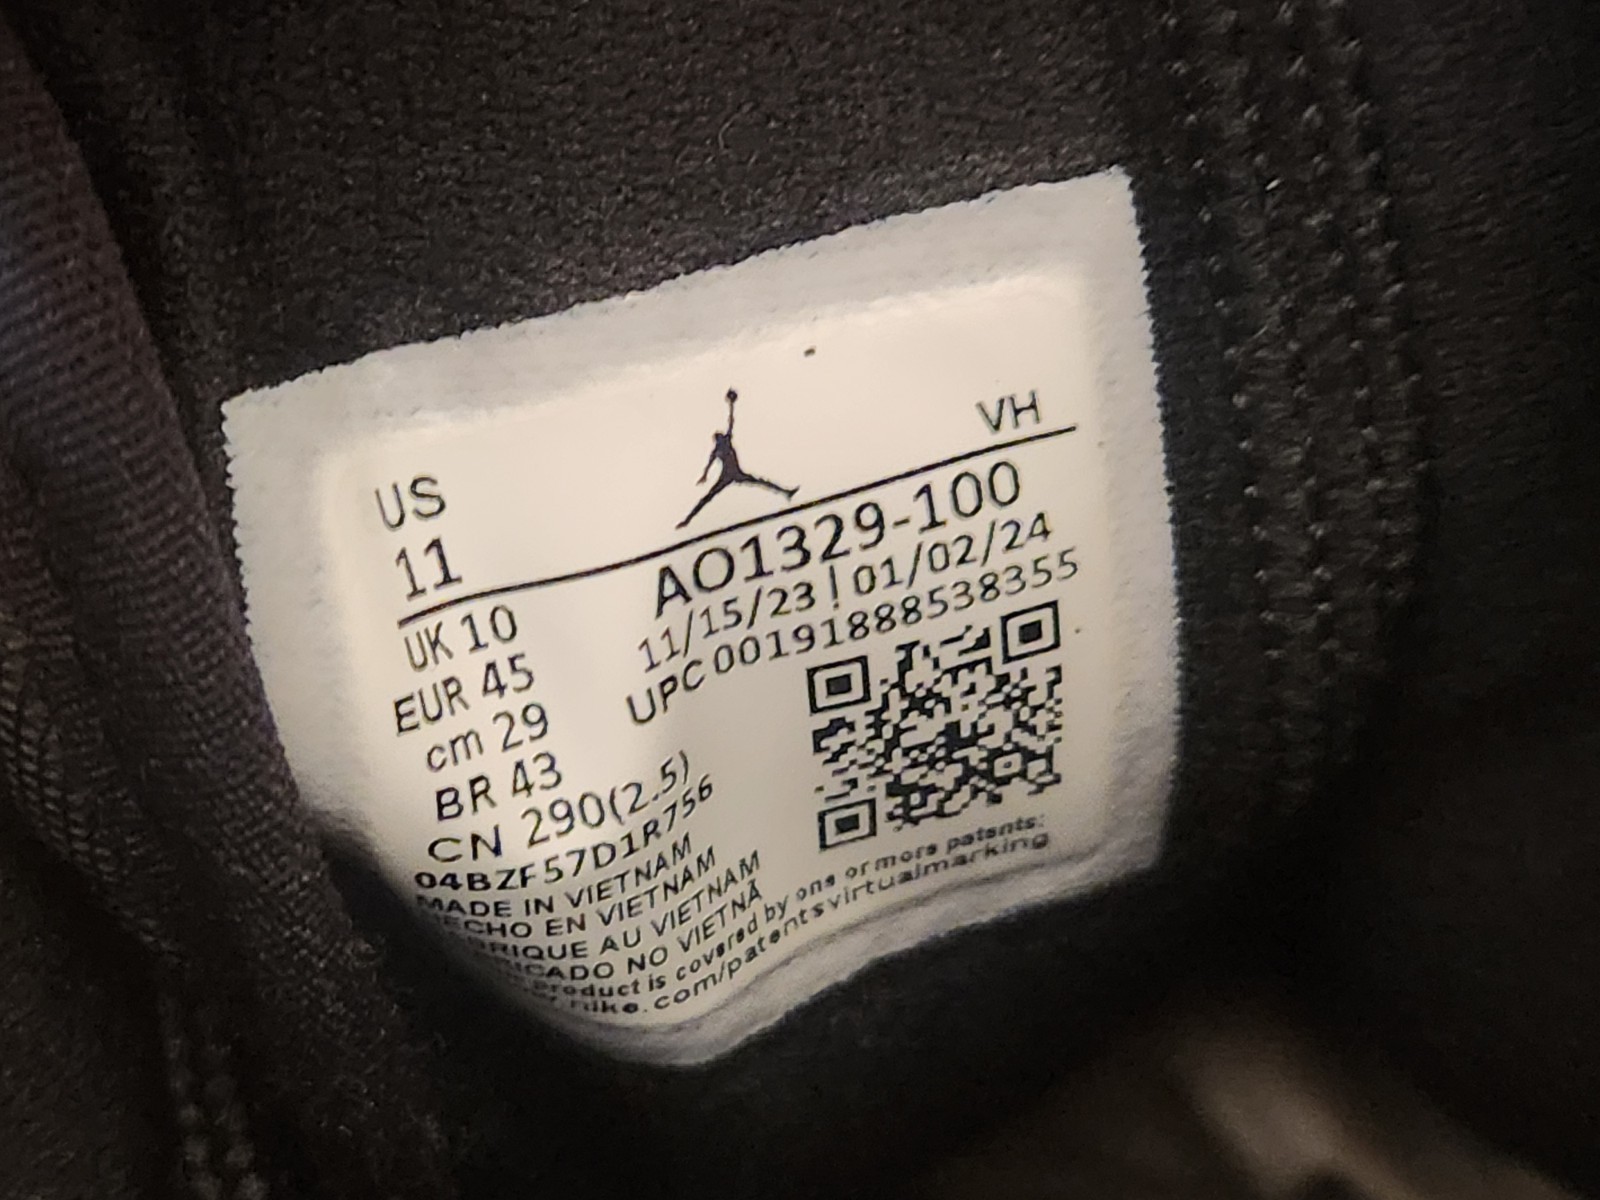 US
VH
11
AO1329-100
11/15/23 | 01/02/24
UPC 00191888538355
UK 10
EUR 45
cm 29
BR 43
CN 290(2.5)
04BZF57D1R756
MADE IN VIETNAM
HECHO EN VIETNAM
AU VIETNAM
NO VIETNÃ
product is covered by one or more patents:
nike.com/patentsvirtualmarking